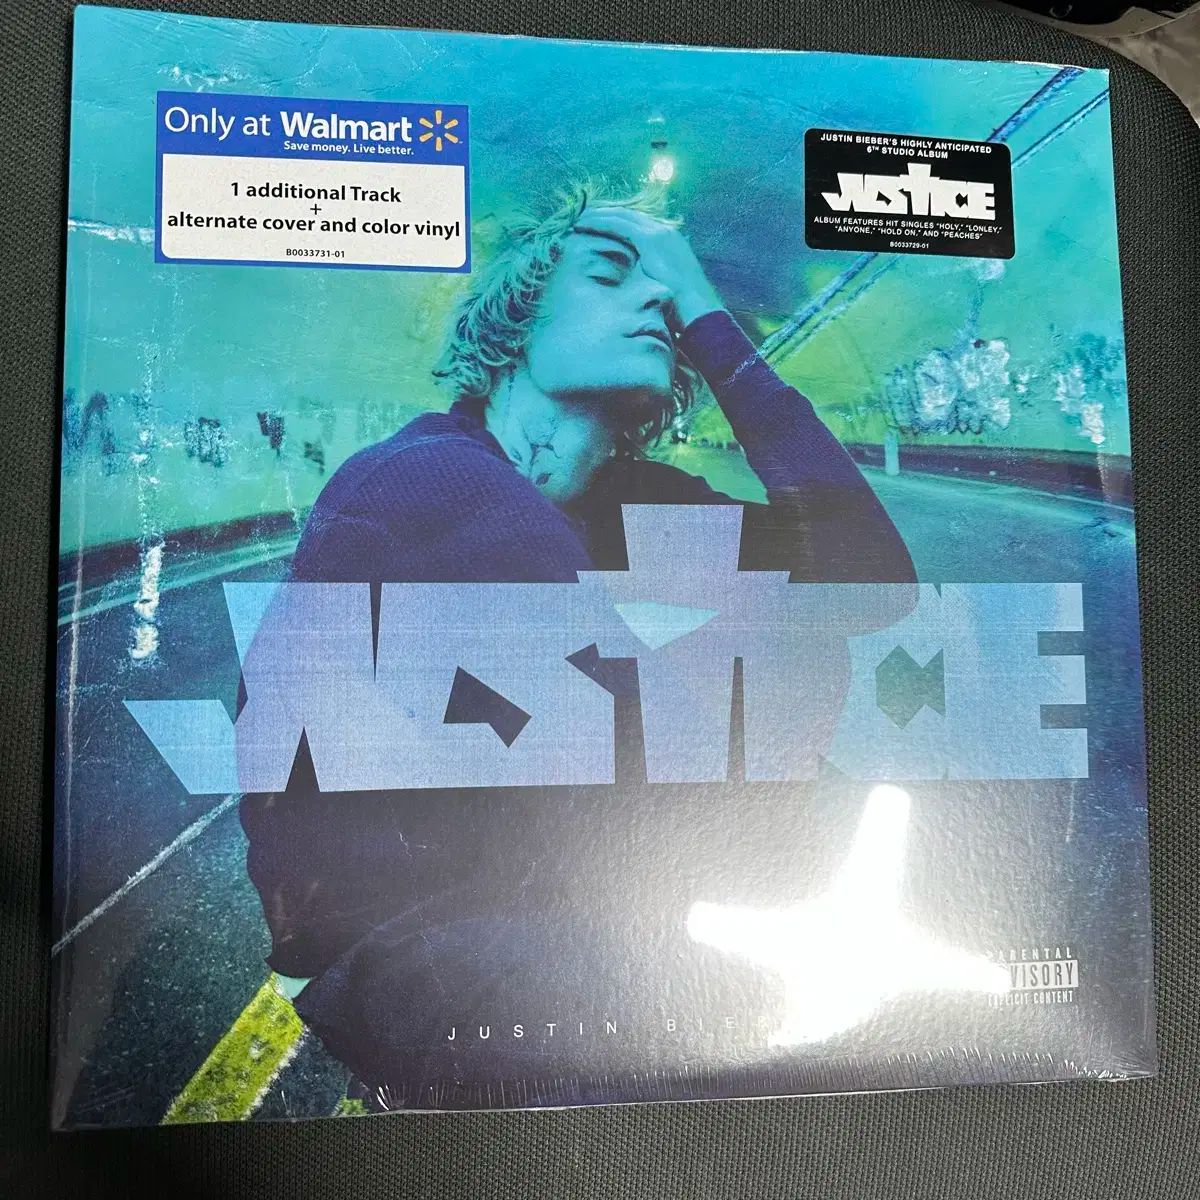 Only at Walmart
Save money. Live better.
1 additional Track
+
alternate cover and color vinyl
B0033731-01
JUSTIN BIEBER'S HIGHLY ANTICIPATED
6TH STUDIO ALBUM
JUSTICE
ALBUM FEATURES HIT SINGLES "HOLY," "LONLEY,"
"ANYONE," "HOLD ON," AND "PEACHES"
B0033729-01
JUSTICE
JUSTIN
PARENTAL
ADVISORY
EXPLICIT CONTENT